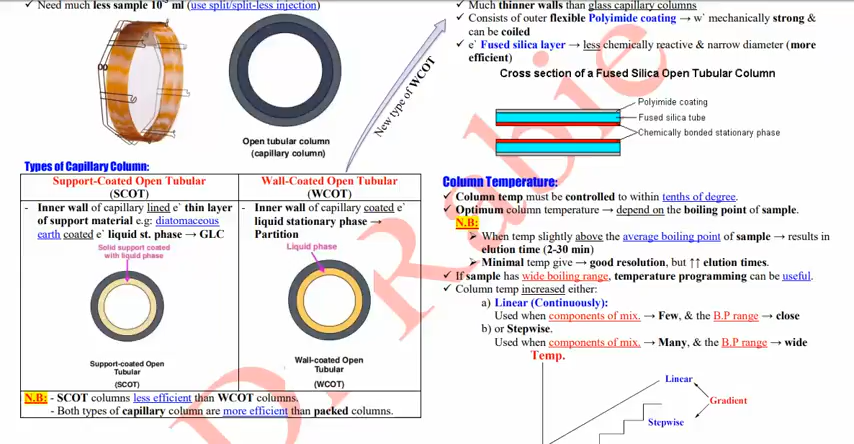 ✓ Need much less sample 10⁻³ ml (use split/split-less injection)
Open tubular column
(capillary column)
New type of WCOT
Types of Capillary Column:
Support-Coated Open Tubular
(SCOT)
Wall-Coated Open Tubular
(WCOT)
- Inner wall of capillary lined e` thin layer
of support material e.g: diatomaceous
earth coated e` liquid st. phase → GLC
Solid support coated
with liquid phase
Support-coated Open
Tubular
(SCOT)
- Inner wall of capillary coated e`
liquid stationary phase →
Partition
Liquid phase
Wall-coated Open
Tubular
(WCOT)
N.B: - SCOT columns less efficient than WCOT columns.
- Both types of capillary column are more efficient than packed columns.
✓ Much thinner walls than glass capillary columns
✓ Consists of outer flexible Polyimide coating → w` mechanically strong &
can be coiled
✓ e` Fused silica layer → less chemically reactive & narrow diameter (more
efficient)
Cross section of a Fused Silica Open Tubular Column
Polyimide coating
Fused silica tube
Chemically bonded stationary phase
Column Temperature:
✓ Column temp must be controlled to within tenths of degree.
✓ Optimum column temperature → depend on the boiling point of sample.
N.B:
➤ When temp slightly above the average boiling point of sample → results in
elution time (2-30 min)
➤ Minimal temp give → good resolution, but ↑↑ elution times.
✓ If sample has wide boiling range, temperature programming can be useful.
✓ Column temp increased either:
a) Linear (Continuously):
Used when components of mix. → Few, & the B.P range → close
b) or Stepwise.
Used when components of mix. → Many, & the B.P range → wide
Temp.
Linear
Gradient
Stepwise
Dr Rabie